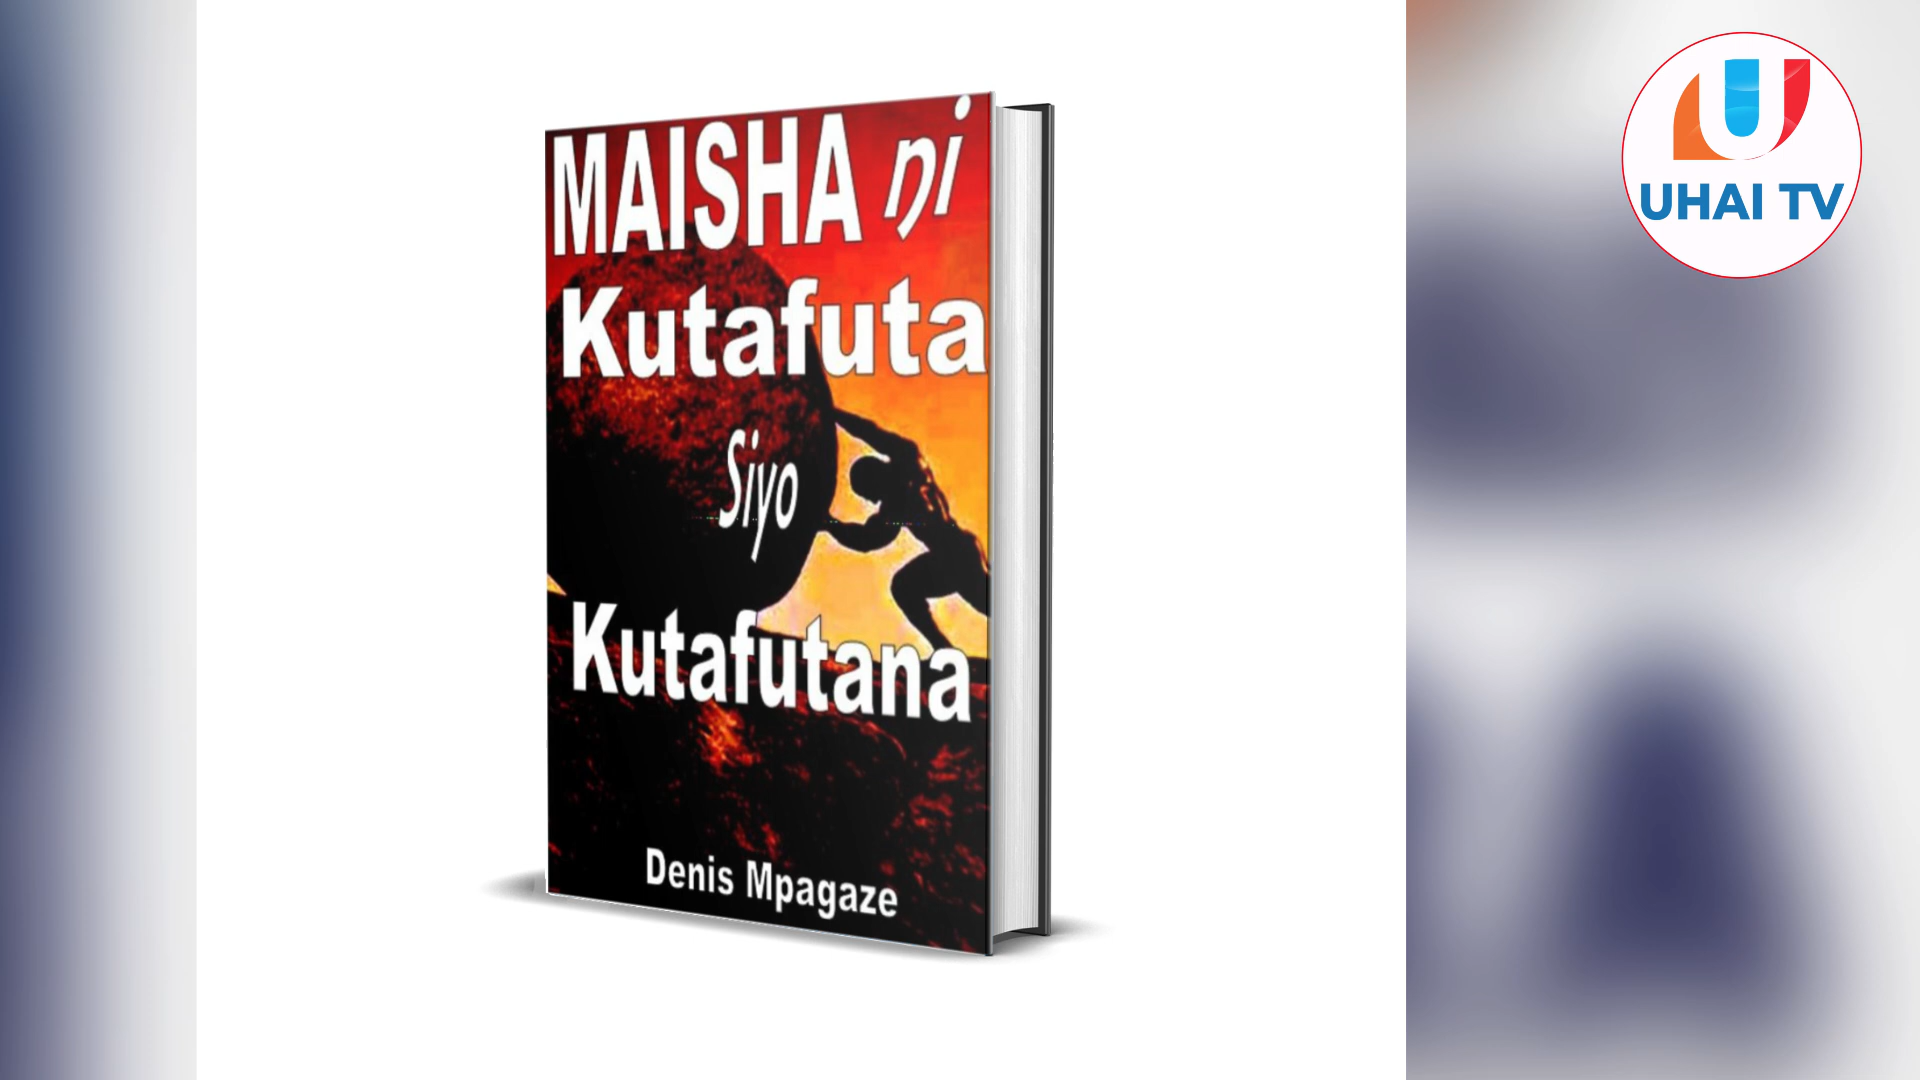 MAISHA ni
Kutafuta
Siyo
Kutafutana
Denis Mpagaze
UHAI TV